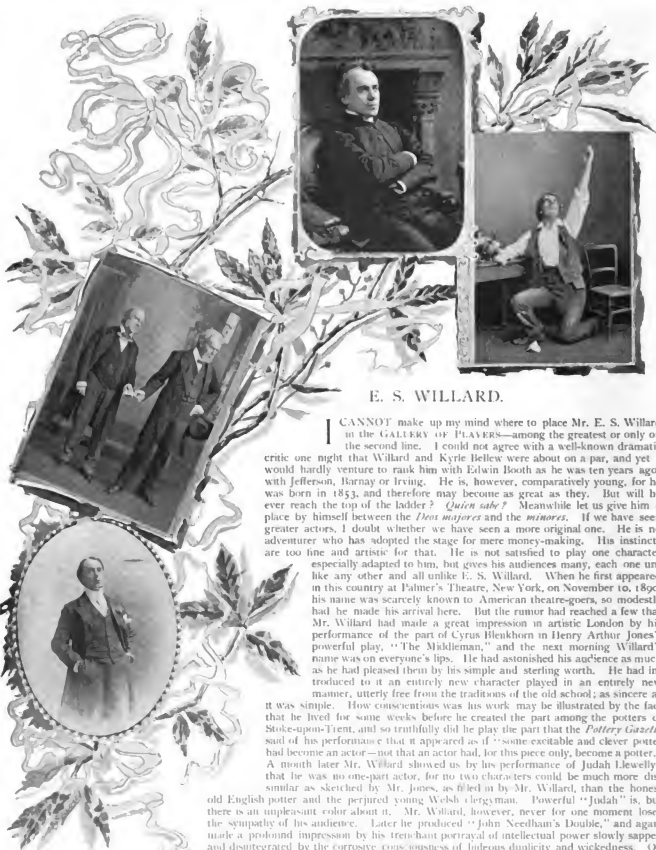 E. S. WILLARD.
I CANNOT make up my mind where to place Mr. E. S. Willard
in the GALLERY OF PLAYERS—among the greatest or only on
the second line. I could not agree with a well-known dramati
critic one night that Willard and Kyrle Bellew were about on a par, and yet
would hardly venture to rank him with Edwin Booth as he was ten years ago
with Jefferson, Barnay or Irving. He is, however, comparatively young, for h
was born in 1853, and therefore may become as great as they. But will h
ever reach the top of the ladder? Quien sabe? Meanwhile let us give him
place by himself between the Deos majores and the minores. If we have see
greater actors, I doubt whether we have seen a more original one. He is n
adventurer who has adopted the stage for mere money-making. His instinct
are too fine and artistic for that. He is not satisfied to play one characte
especially adapted to him, but gives his audiences many, each one un
like any other and all unlike E. S. Willard. When he first appeare
in this country at Palmer's Theatre, New York, on November 10, 1890
his name was scarcely known to American theatre-goers, so modestl
had he made his arrival here. But the rumor had reached a few tha
Mr. Willard had made a great impression in artistic London by hi
performance of the part of Cyrus Blenkhorn in Henry Arthur Jones'
powerful play, "The Middleman," and the next morning Willard'
name was on everyone's lips. He had astonished his audience as muc
as he had pleased them by his simple and sterling worth. He had in
troduced to it an entirely new character played in an entirely new
manner, utterly free from the traditions of the old school; as sincere a
it was simple. How conscientious was his work may be illustrated by the fac
that he lived for some weeks before he created the part among the potters o
Stoke-upon-Trent, and so truthfully did he play the part that the Pottery Gazett
said of his performance that it appeared as if "some excitable and clever potte
had become an actor—not that an actor had, for this piece only, become a potter.
A month later Mr. Willard showed us by his performance of Judah Llewelly
that he was no one-part actor, for no two characters could be much more dis
similar as sketched by Mr. Jones, as filled in by Mr. Willard, than the hones
old English potter and the perjured young Welsh clergyman. Powerful "Judah" is, bu
there is an unpleasant color about it. Mr. Willard, however, never for one moment lose
the sympathy of his audience. Later he produced "John Needham's Double," and again
made a profound impression by his trenchant portrayal of intellectual power slowly sappe
and disintegrated by the corrosive consciousness of hideous duplicity and wickedness. O